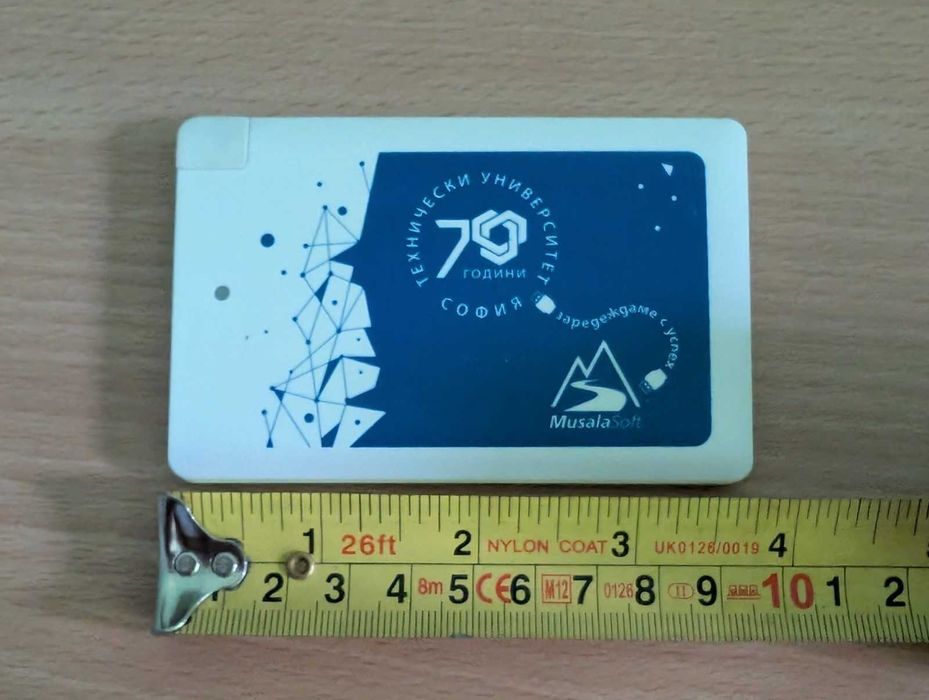 ТЕХНИЧЕСКИ УНИВЕРСИТЕТ
70
ГОДИНИ
СОФИЯ
зареждаме с успех
MusalaSoft
1 26ft 2 NYLON COAT 3 UK0126/0019 4
1 2 3 4 8m 5 CE 6 M12 7 0126 8 II 9 10 1 2